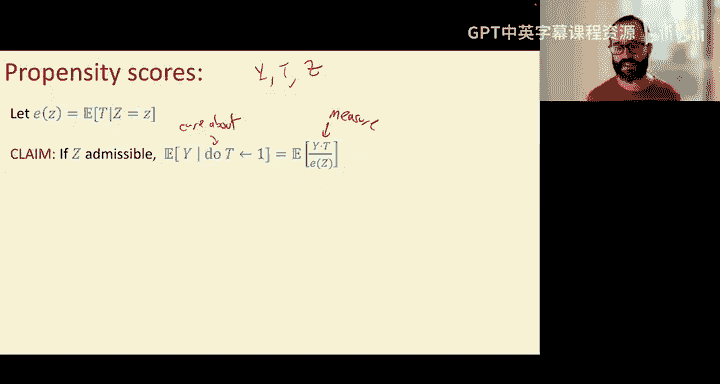 GPT中英字幕课程资源
Propensity scores:
Y, T, Z
Let e(z) = 𝔼[T|Z = z]
care about
measure
CLAIM: If Z admissible, 𝔼[ Y | do T ← 1] = 𝔼[Y·T / e(Z)]